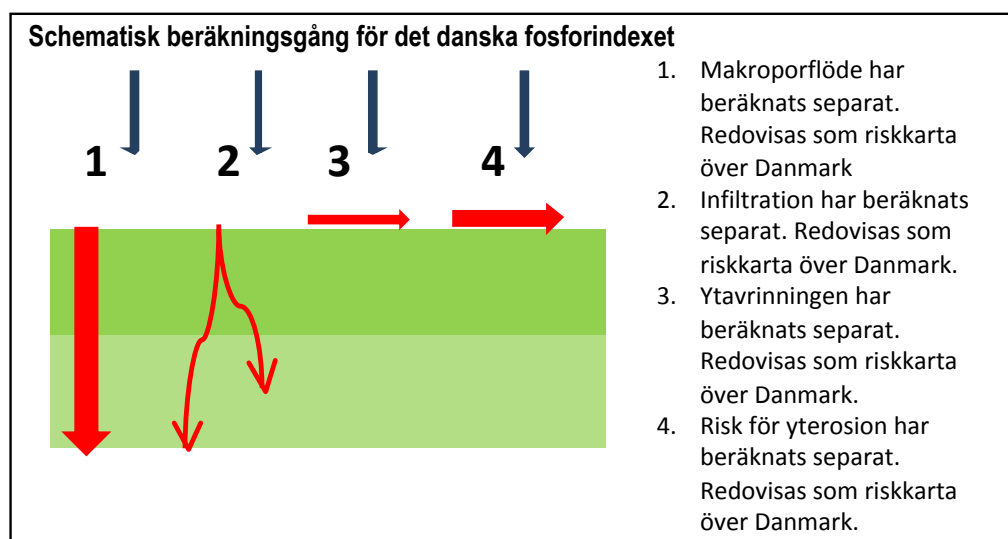 Schematisk beräkningsgång för det danska fosforindexet
1 2 3 4
1. Makroporflöde har
beräknats separat.
Redovisas som riskkarta
över Danmark
2. Infiltration har beräknats
separat. Redovisas som
riskkarta över Danmark.
3. Ytavrinningen har
beräknats separat.
Redovisas som riskkarta
över Danmark.
4. Risk för yterosion har
beräknats separat.
Redovisas som riskkarta
över Danmark.